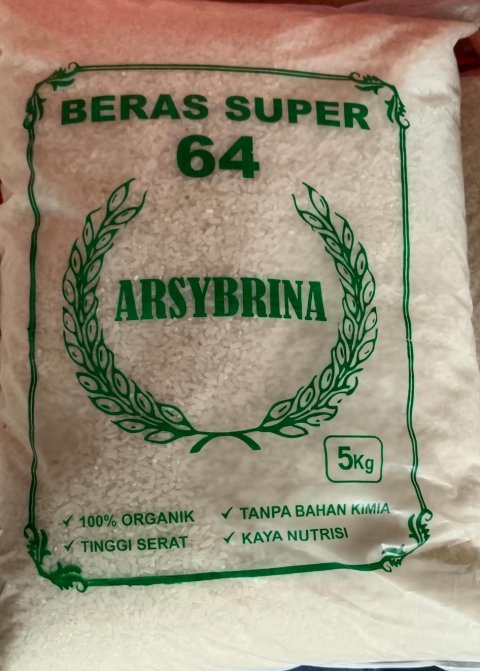 BERAS SUPER
64
ARSYBRINA
5Kg
✓ 100% ORGANIK ✓ TANPA BAHAN KIMIA
✓ TINGGI SERAT ✓ KAYA NUTRISI